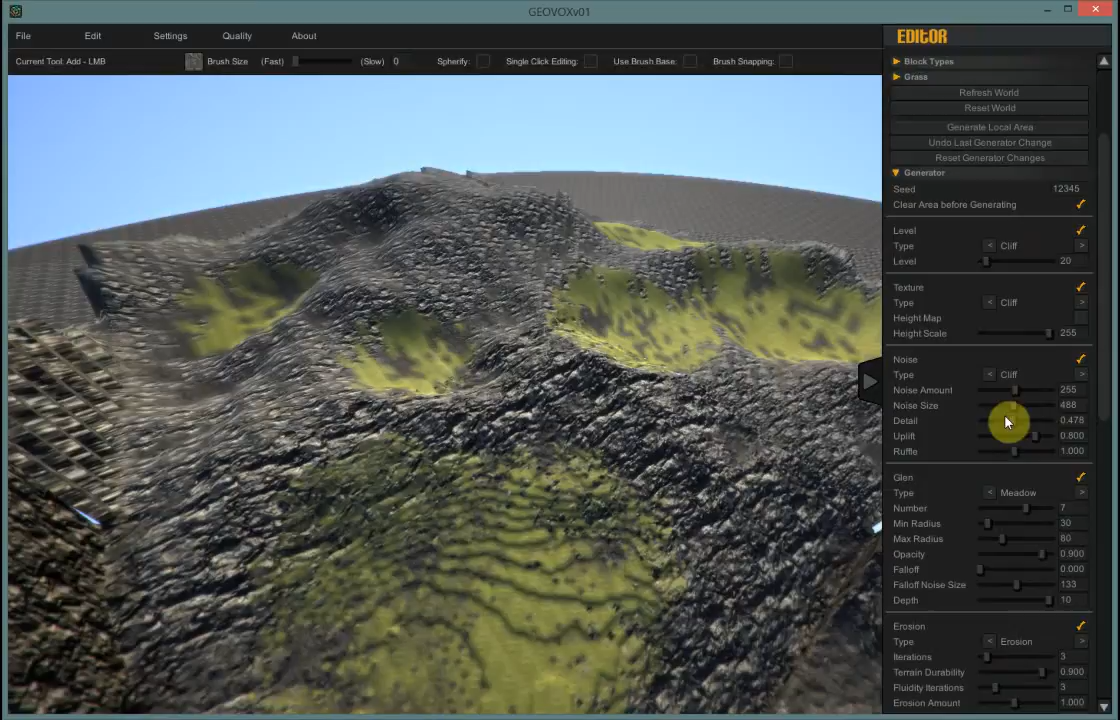 GEOVOXv01
File Edit Settings Quality About
Current Tool: Add - LMB Brush Size (Fast) (Slow) 0 Spherify: Single Click Editing: Use Brush Base: Brush Snapping:
EDITOR
Block Types
Grass
Refresh World
Reset World
Generate Local Area
Undo Last Generator Change
Reset Generator Changes
Generator
Seed 12345
Clear Area before Generating
Level
Type < Cliff >
Level 20
Texture
Type < Cliff >
Height Map
Height Scale 255
Noise
Type < Cliff >
Noise Amount 255
Noise Size 488
Detail 0.478
Uplift 0.800
Ruffle 1.000
Glen
Type < Meadow >
Number 7
Min Radius 30
Max Radius 80
Opacity 0.900
Falloff 0.000
Falloff Noise Size 133
Depth 10
Erosion
Type < Erosion >
Iterations 3
Terrain Durability 0.900
Fluidity Iterations 3
Erosion Amount 1.000